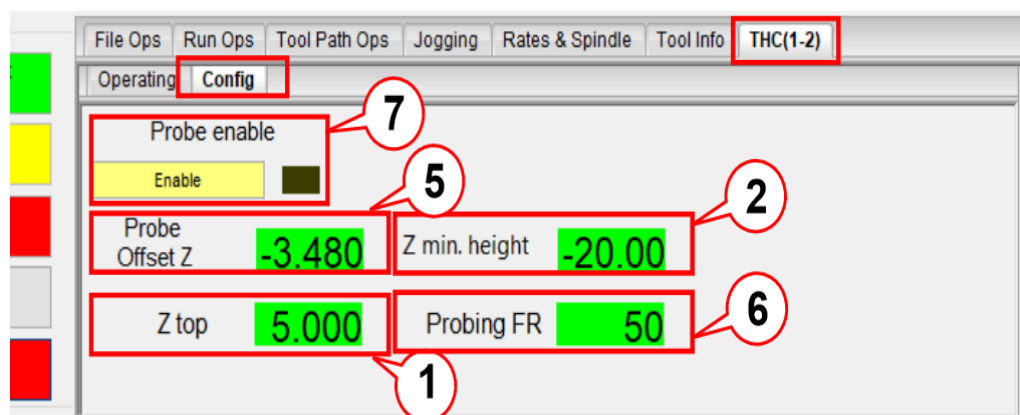 File Ops Run Ops Tool Path Ops Jogging Rates & Spindle Tool Info THC(1-2)
Operating Config
7
Probe enable
Enable
5
2
Probe
Offset Z
-3.480
Z min. height
-20.00
Z top
5.000
Probing FR
50
6
1